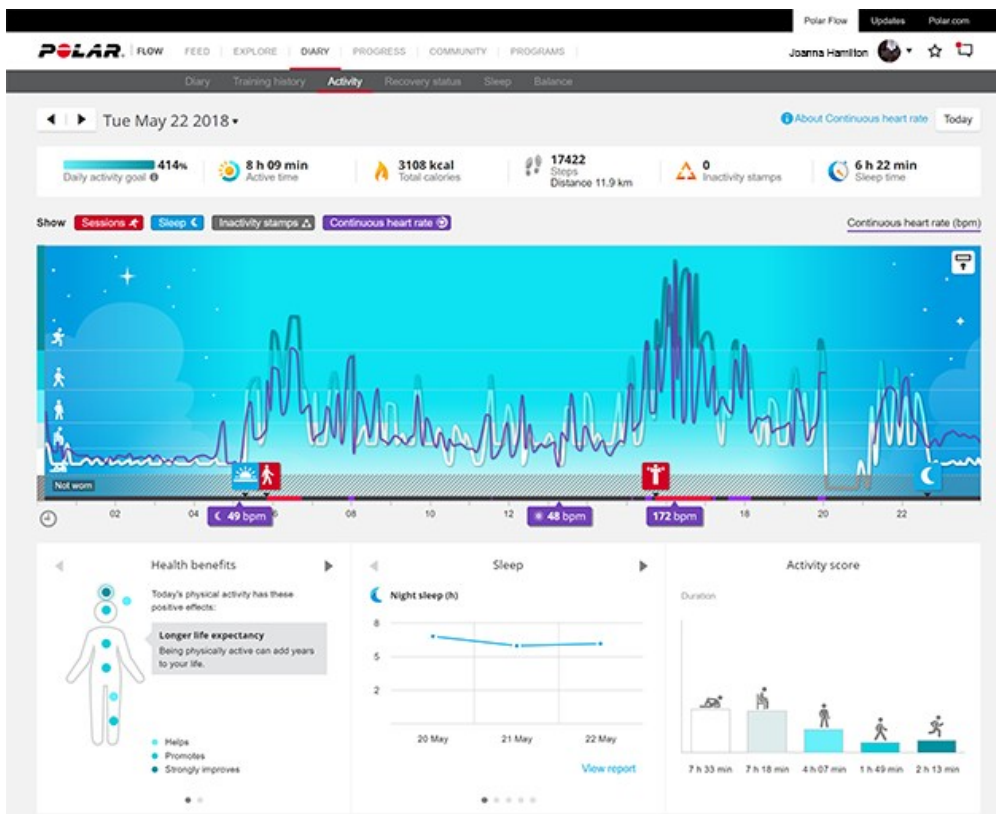 Polar Flow Updates Polar.com
POLAR. FLOW FEED EXPLORE DIARY PROGRESS COMMUNITY PROGRAMS Joanna Hamilton
Diary Training history Activity Recovery status Sleep Balance
Tue May 22 2018 About Continuous heart rate Today
414% Daily activity goal
8 h 09 min Active time
3108 kcal Total calories
17422 Steps
Distance 11.9 km
0 Inactivity stamps
6 h 22 min Sleep time
Show Sessions Sleep Inactivity stamps Continuous heart rate Continuous heart rate (bpm)
Not worn
02 04 6 08 10 12 18 20 22
49 bpm 48 bpm 172 bpm
Health benefits
Today's physical activity has these
positive effects:
Longer life expectancy
Being physically active can add years
to your life.
Helps
Promotes
Strongly improves
Sleep
Night sleep (h)
8
5
2
20 May 21 May 22 May
View report
Activity score
Duration
7 h 33 min 7 h 18 min 4 h 07 min 1 h 49 min 2 h 13 min